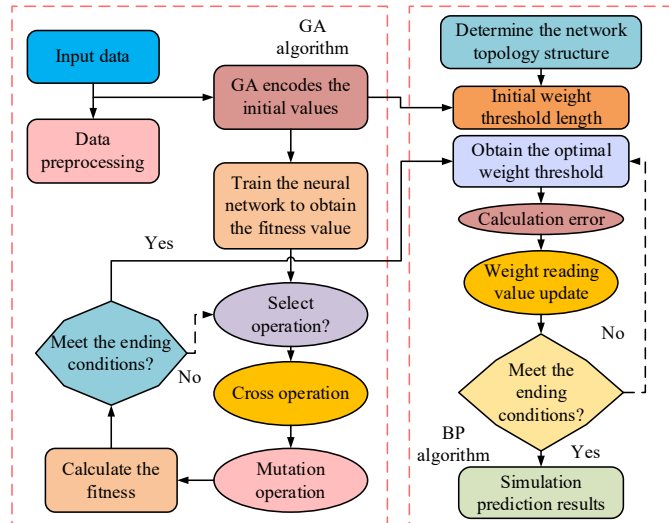 Input data
Data
preprocessing
GA
algorithm
GA encodes the
initial values
Train the neural
network to obtain
the fitness value
Yes
Meet the ending
conditions?
No
Select
operation?
Cross operation
Mutation
operation
Calculate the
fitness
Determine the network
topology structure
Initial weight
threshold length
Obtain the optimal
weight threshold
Calculation error
Weight reading
value update
No
Meet the
ending
conditions?
BP
algorithm
Yes
Simulation
prediction results